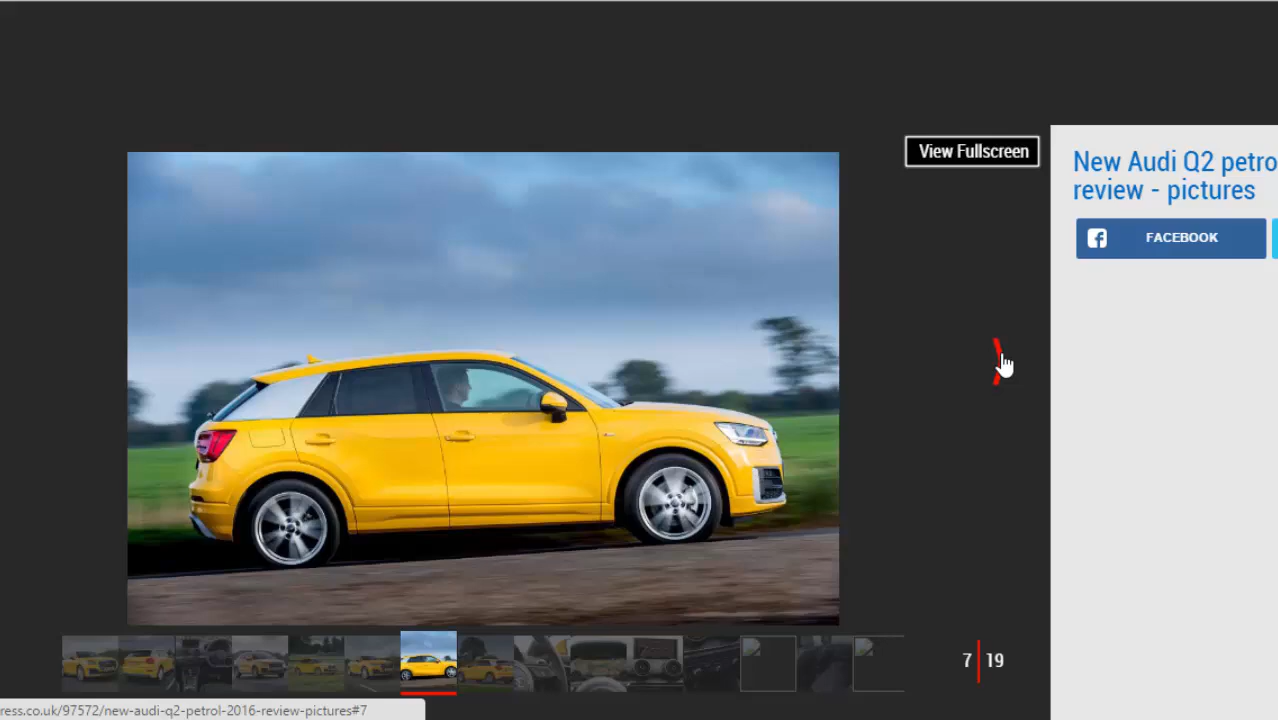 View Fullscreen
New Audi Q2 petro
review - pictures
FACEBOOK
7 19
ress.co.uk/97572/new-audi-q2-petrol-2016-review-pictures#7